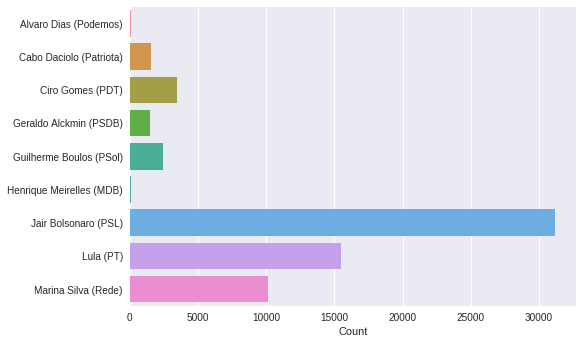 Alvaro Dias (Podemos)
Cabo Daciolo (Patriota)
Ciro Gomes (PDT)
Geraldo Alckmin (PSDB)
Guilherme Boulos (PSol)
Henrique Meirelles (MDB)
Jair Bolsonaro (PSL)
Lula (PT)
Marina Silva (Rede)
0 5000 10000 15000 20000 25000 30000
Count